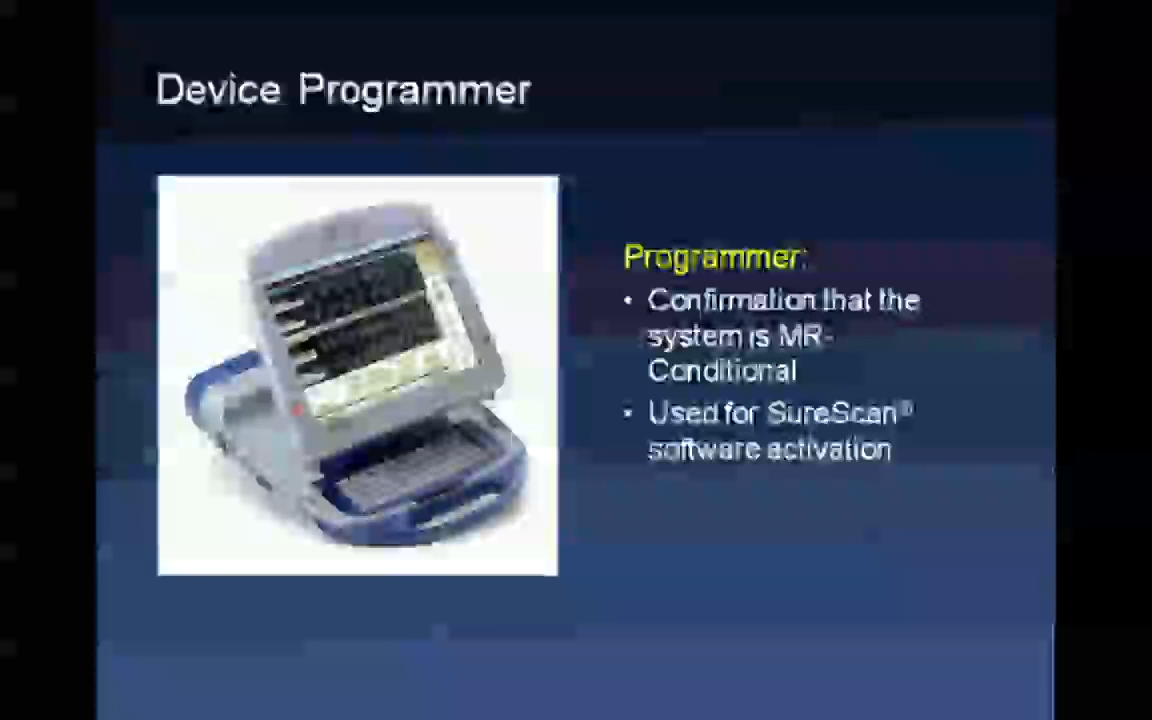 Device Programmer
Programmer:
• Confirmation that the
system is MR-
Conditional
• Used for SureScan®
software activation